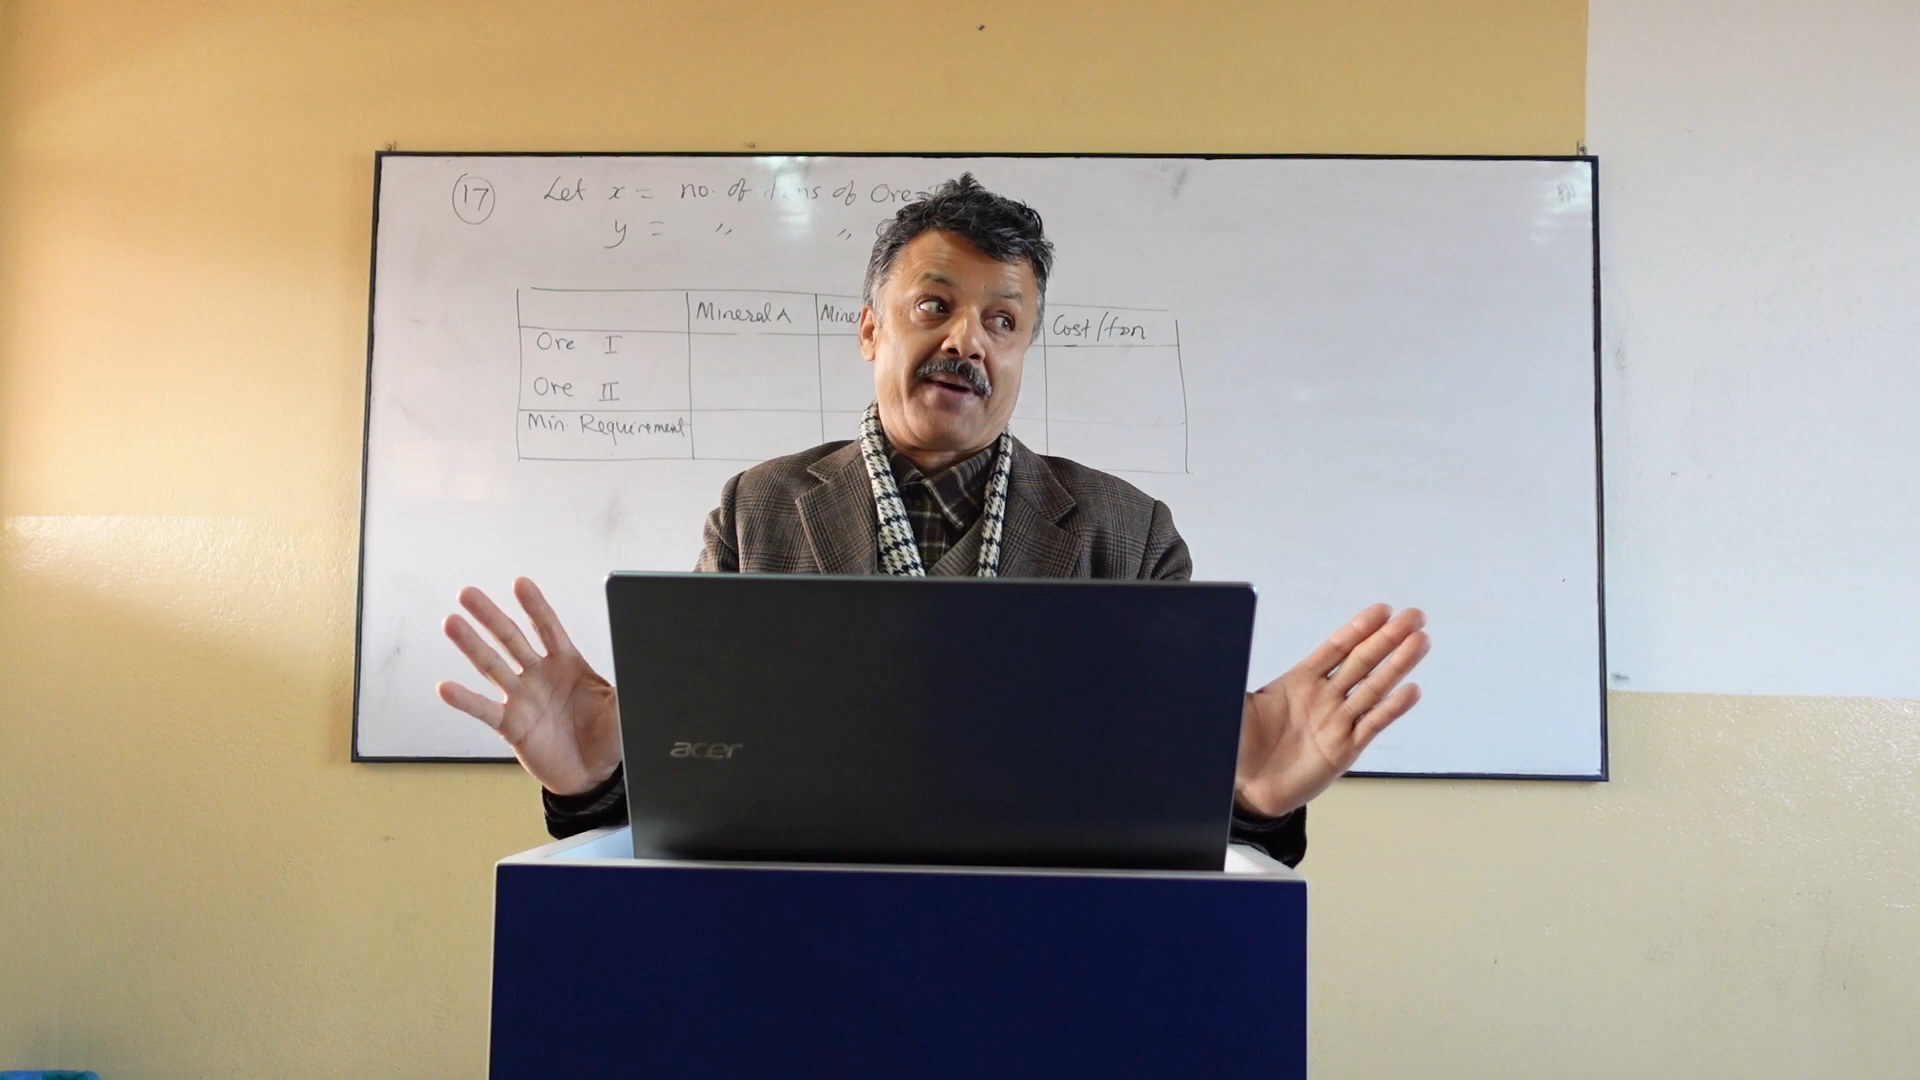 17 Let x = no. of tons of Ore-I
y = " "
Mineral A Cost/ton
Ore I
Ore II
Min. Requirement
acer